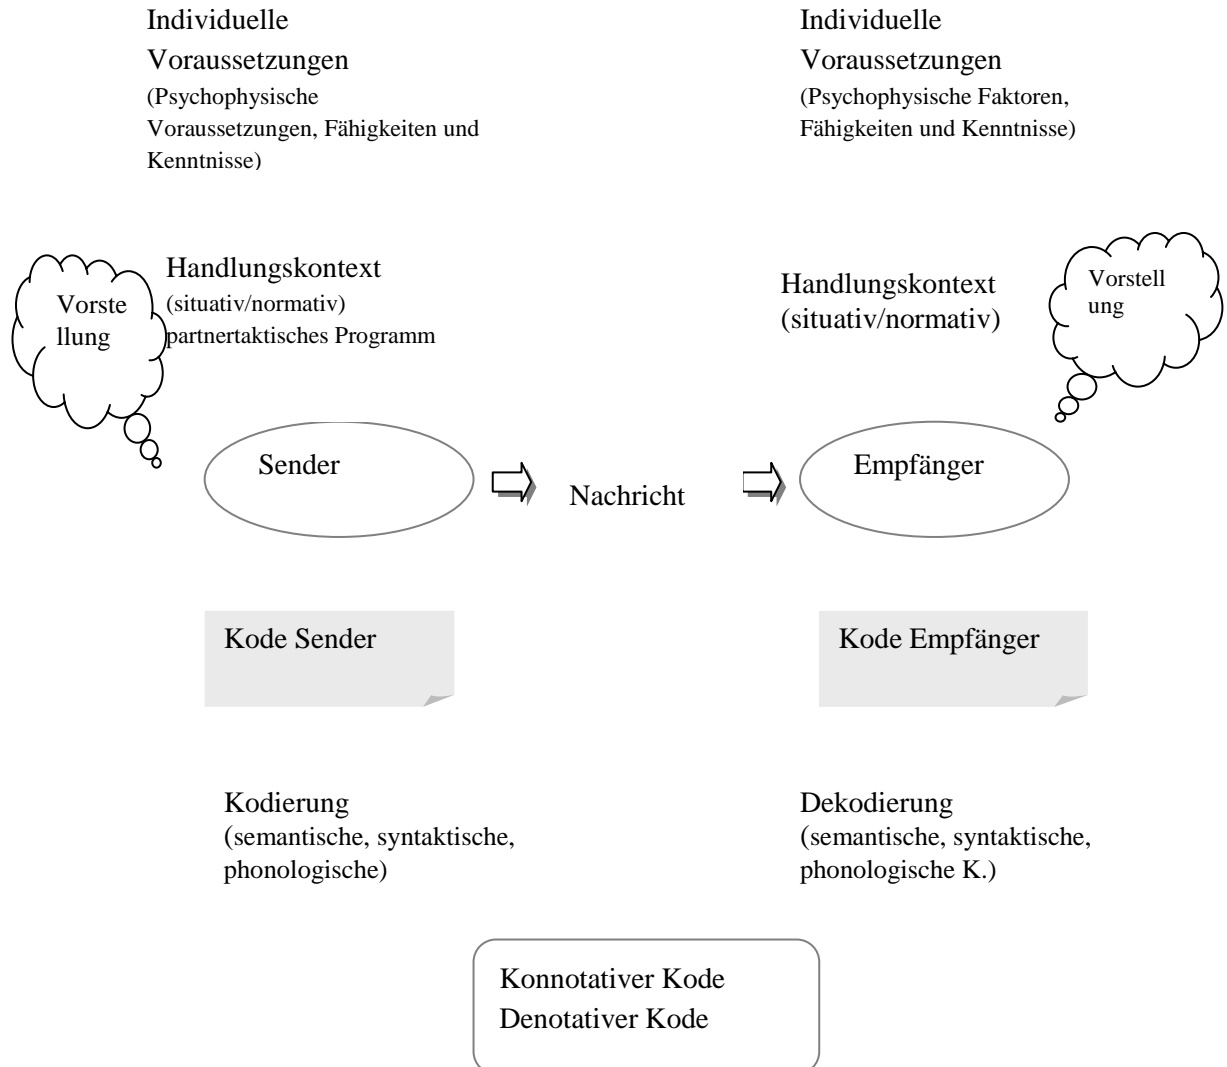 Individuelle
Voraussetzungen
(Psychophysische
Voraussetzungen, Fähigkeiten und
Kenntnisse)
Individuelle
Voraussetzungen
(Psychophysische Faktoren,
Fähigkeiten und Kenntnisse)
Vorste
llung
Handlungskontext
(situativ/normativ)
partnertaktisches Programm
Handlungskontext
(situativ/normativ)
Vorstell
ung
Sender
Nachricht
Empfänger
Kode Sender
Kode Empfänger
Kodierung
(semantische, syntaktische,
phonologische)
Dekodierung
(semantische, syntaktische,
phonologische K.)
Konnotativer Kode
Denotativer Kode